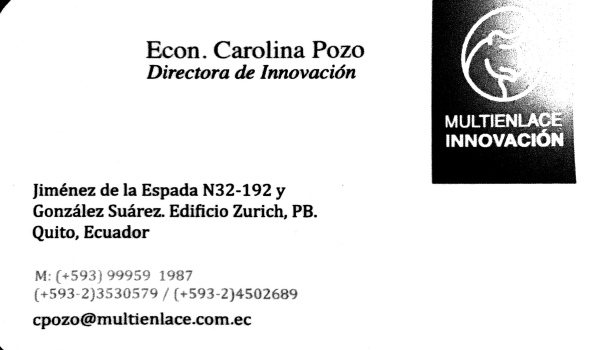 Econ. Carolina Pozo
Directora de Innovación
MULTIENLACE
INNOVACIÓN
Jiménez de la Espada N32-192 y
González Suárez. Edificio Zurich, PB.
Quito, Ecuador
M: (+593) 99959 1987
(+593-2)3530579 / (+593-2)4502689
cpozo@multienlace.com.ec